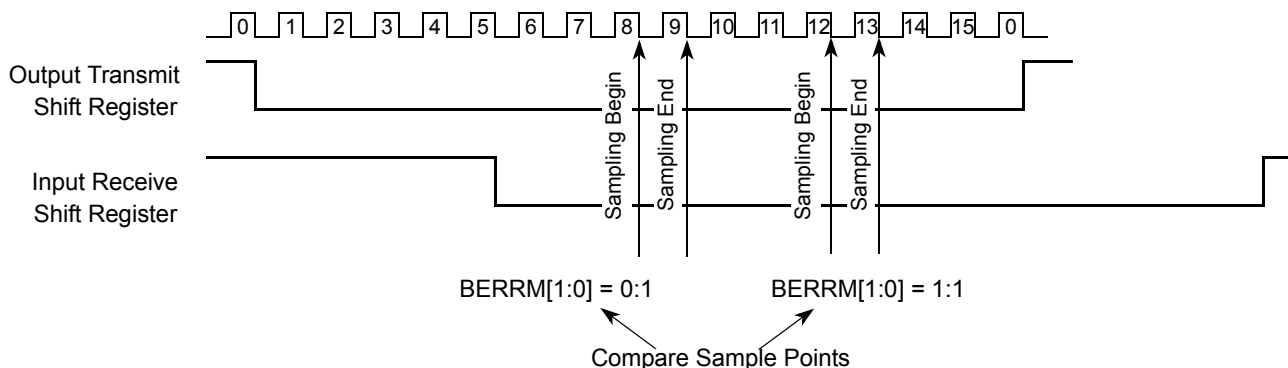 0 1 2 3 4 5 6 7 8 9 10 11 12 13 14 15 0
Output Transmit
Shift Register
Input Receive
Shift Register
Sampling Begin
Sampling End
Sampling Begin
Sampling End
BERRM[1:0] = 0:1
BERRM[1:0] = 1:1
Compare Sample Points